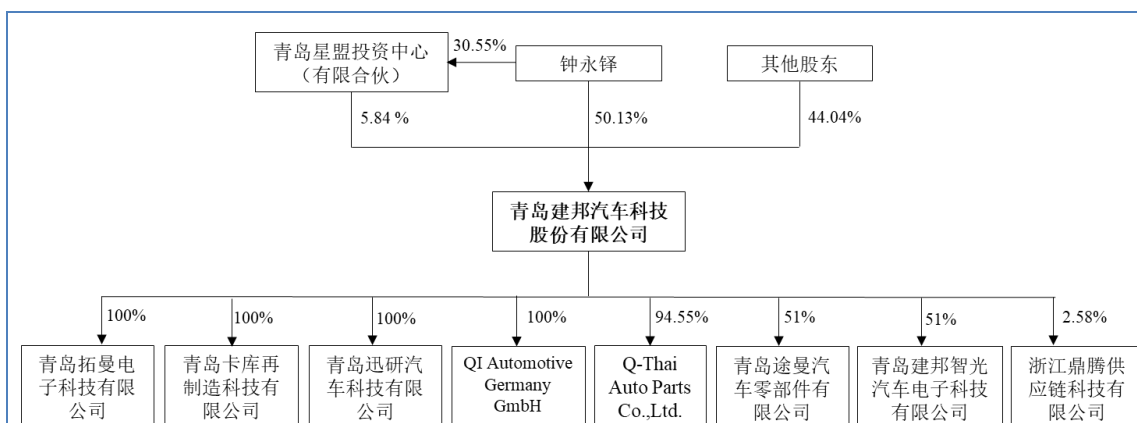 青岛星盟投资中心
（有限合伙）
30.55%
钟永铎
其他股东
5.84 %
50.13%
44.04%
青岛建邦汽车科技
股份有限公司
100%
100%
100%
100%
94.55%
51%
51%
2.58%
青岛拓曼电
子科技有限
公司
青岛卡库再
制造科技有
限公司
青岛迅研汽
车科技有限
公司
QI Automotive
Germany
GmbH
Q-Thai
Auto Parts
Co.,Ltd.
青岛途曼汽
车零部件有
限公司
青岛建邦智光
汽车电子科技
有限公司
浙江鼎腾供
应链科技有
限公司